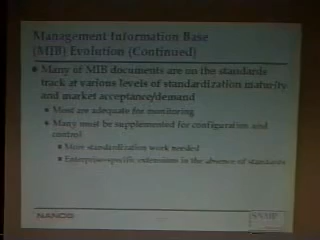 Management Information Base
(MIB) Evolution (Continued)
Many of MIB documents are on the standards
track at various levels of standardization maturity
and market acceptance/demand
Most are adequate for monitoring
Many must be supplemented for configuration and
control
More standardization work needed
Enterprise-specific extensions in the absence of standards
NANOG
SNMP